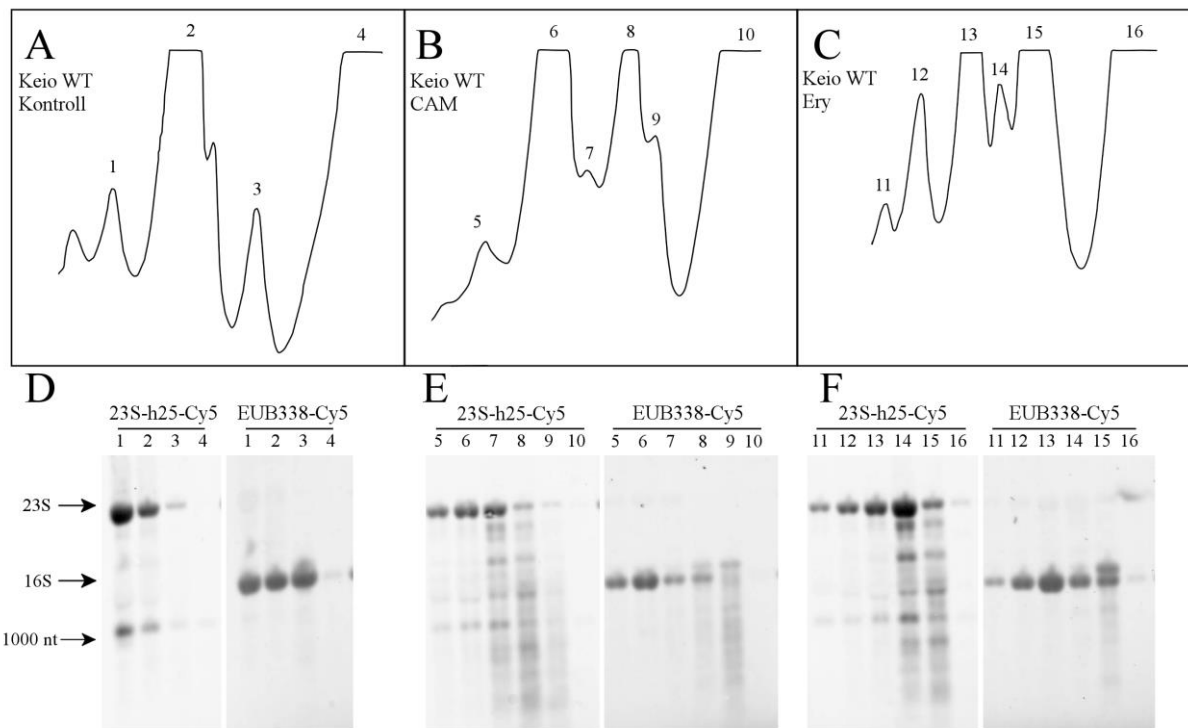 A
Keio WT
Kontroll
1
2
3
4
B
Keio WT
CAM
5
6
7
8
9
10
C
Keio WT
Ery
11
12
13
14
15
16
D
23S-h25-Cy5
1 2 3 4
EUB338-Cy5
1 2 3 4
E
23S-h25-Cy5
5 6 7 8 9 10
EUB338-Cy5
5 6 7 8 9 10
F
23S-h25-Cy5
11 12 13 14 15 16
EUB338-Cy5
11 12 13 14 15 16
23S
16S
1000 nt